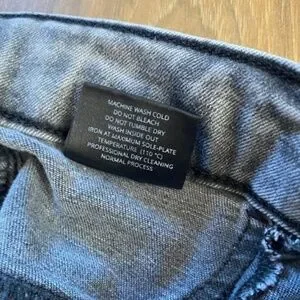 MACHINE WASH COLD
DO NOT BLEACH
DO NOT TUMBLE DRY
WASH INSIDE OUT
IRON AT MAXIMUM SOLE-PLATE
TEMPERATURE (110 °C)
PROFESSIONAL DRY CLEANING
NORMAL PROCESS